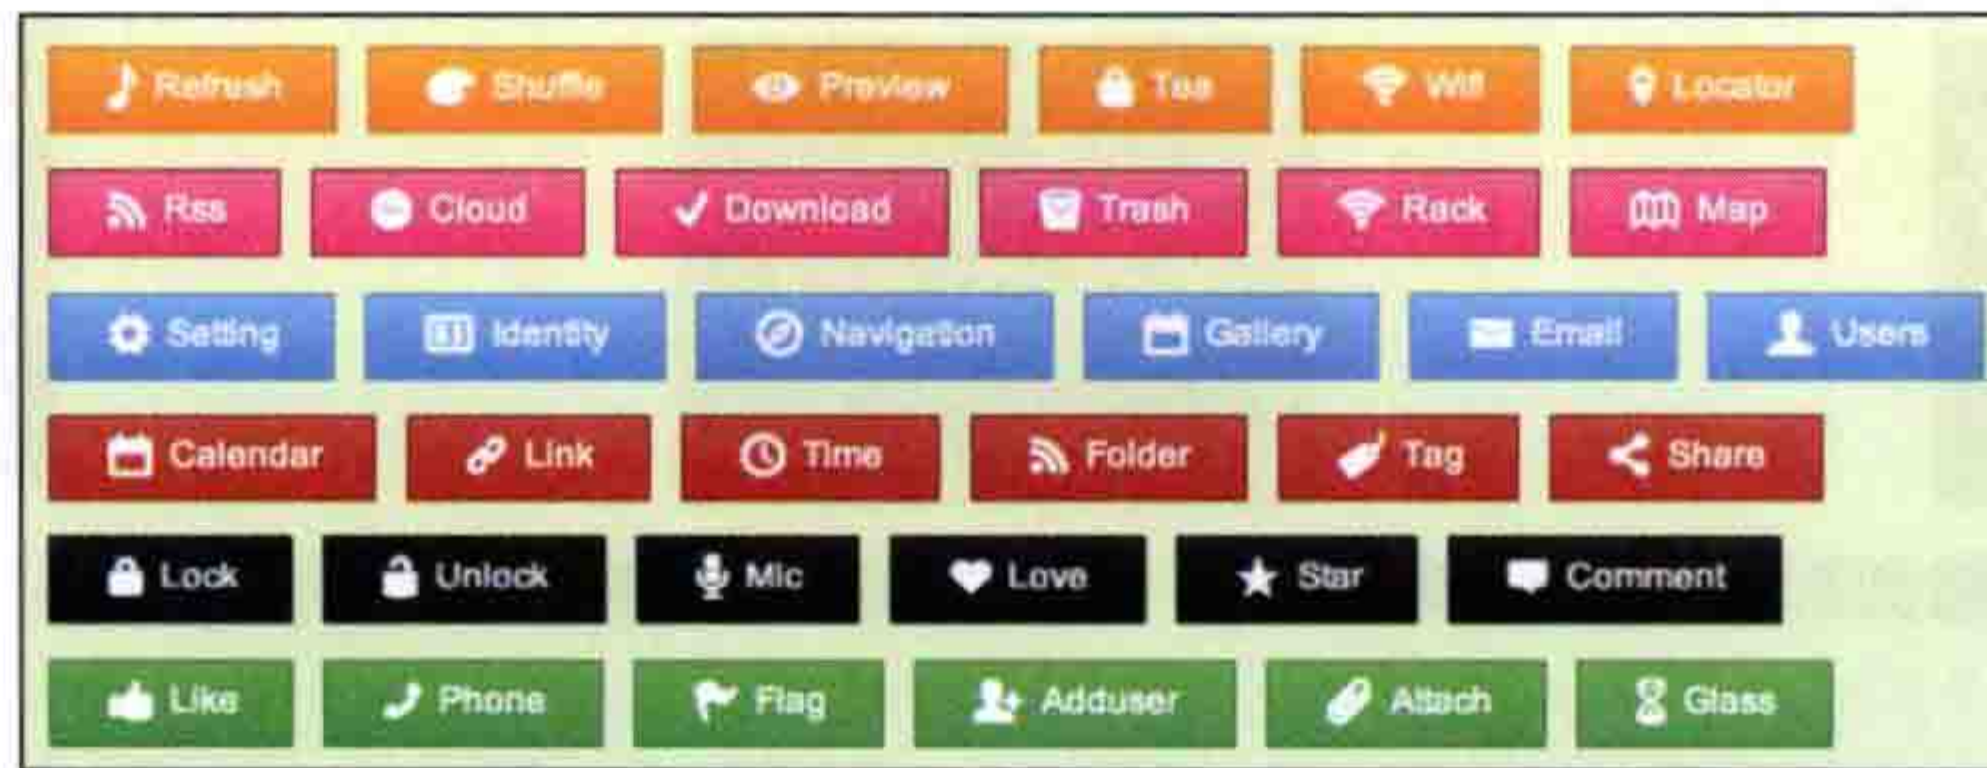 Refresh Shuffle Preview Tea Wifi Locator
Rss Cloud Download Trash Rack Map
Setting Identity Navigation Gallery Email Users
Calendar Link Time Folder Tag Share
Lock Unlock Mic Love Star Comment
Like Phone Flag Adduser Attach Glass